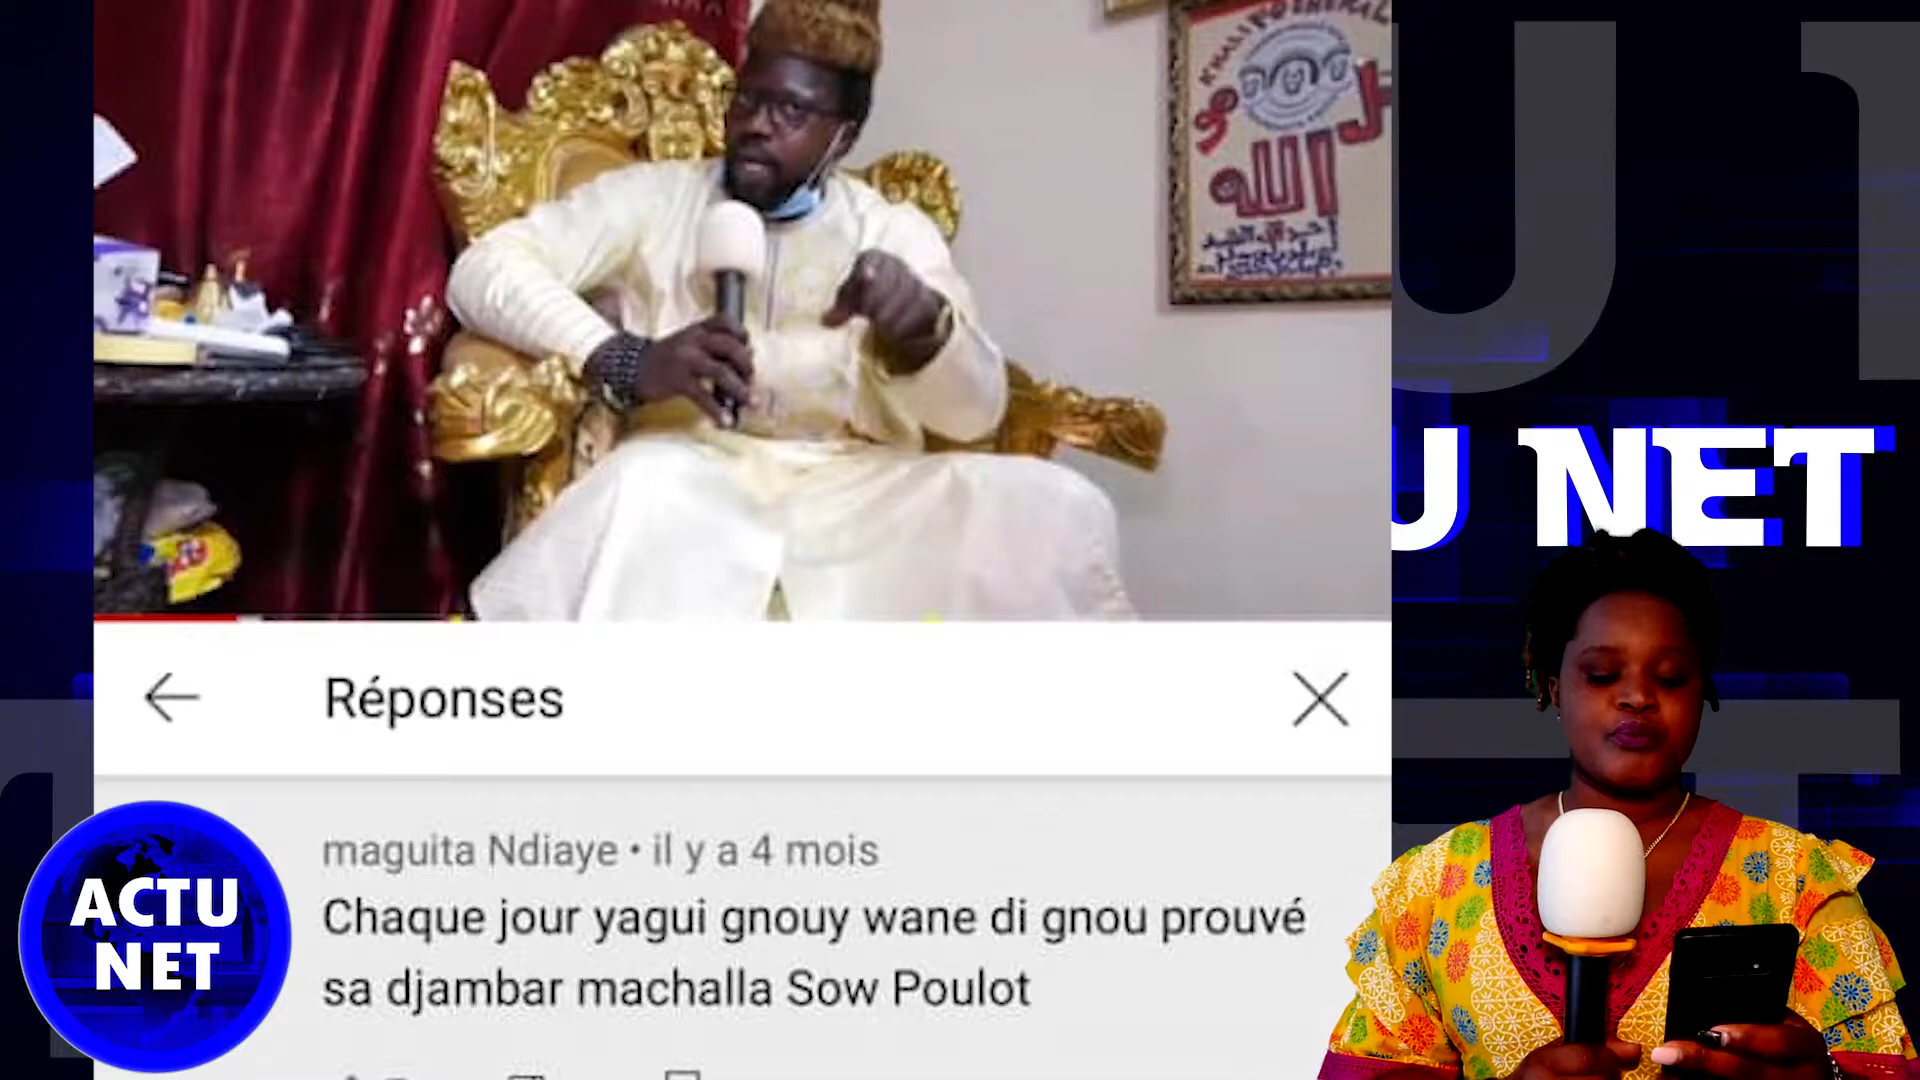 الله
U NET
Réponses
maguita Ndiaye • il y a 4 mois
Chaque jour yagui gnouy wane di gnou prouvé
sa djambar machalla Sow Poulot
ACTU
NET